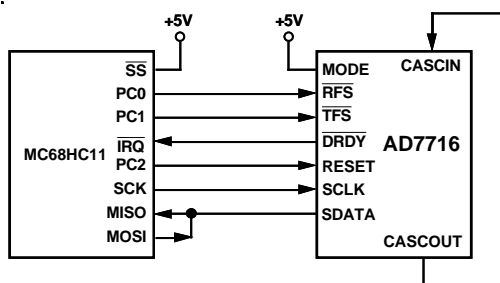 +5V
+5V
SS
PC0
PC1
IRQ
PC2
SCK
MISO
MOSI
MC68HC11
MODE
RFS
TFS
DRDY
RESET
SCLK
SDATA
CASCIN
AD7716
CASCOUT